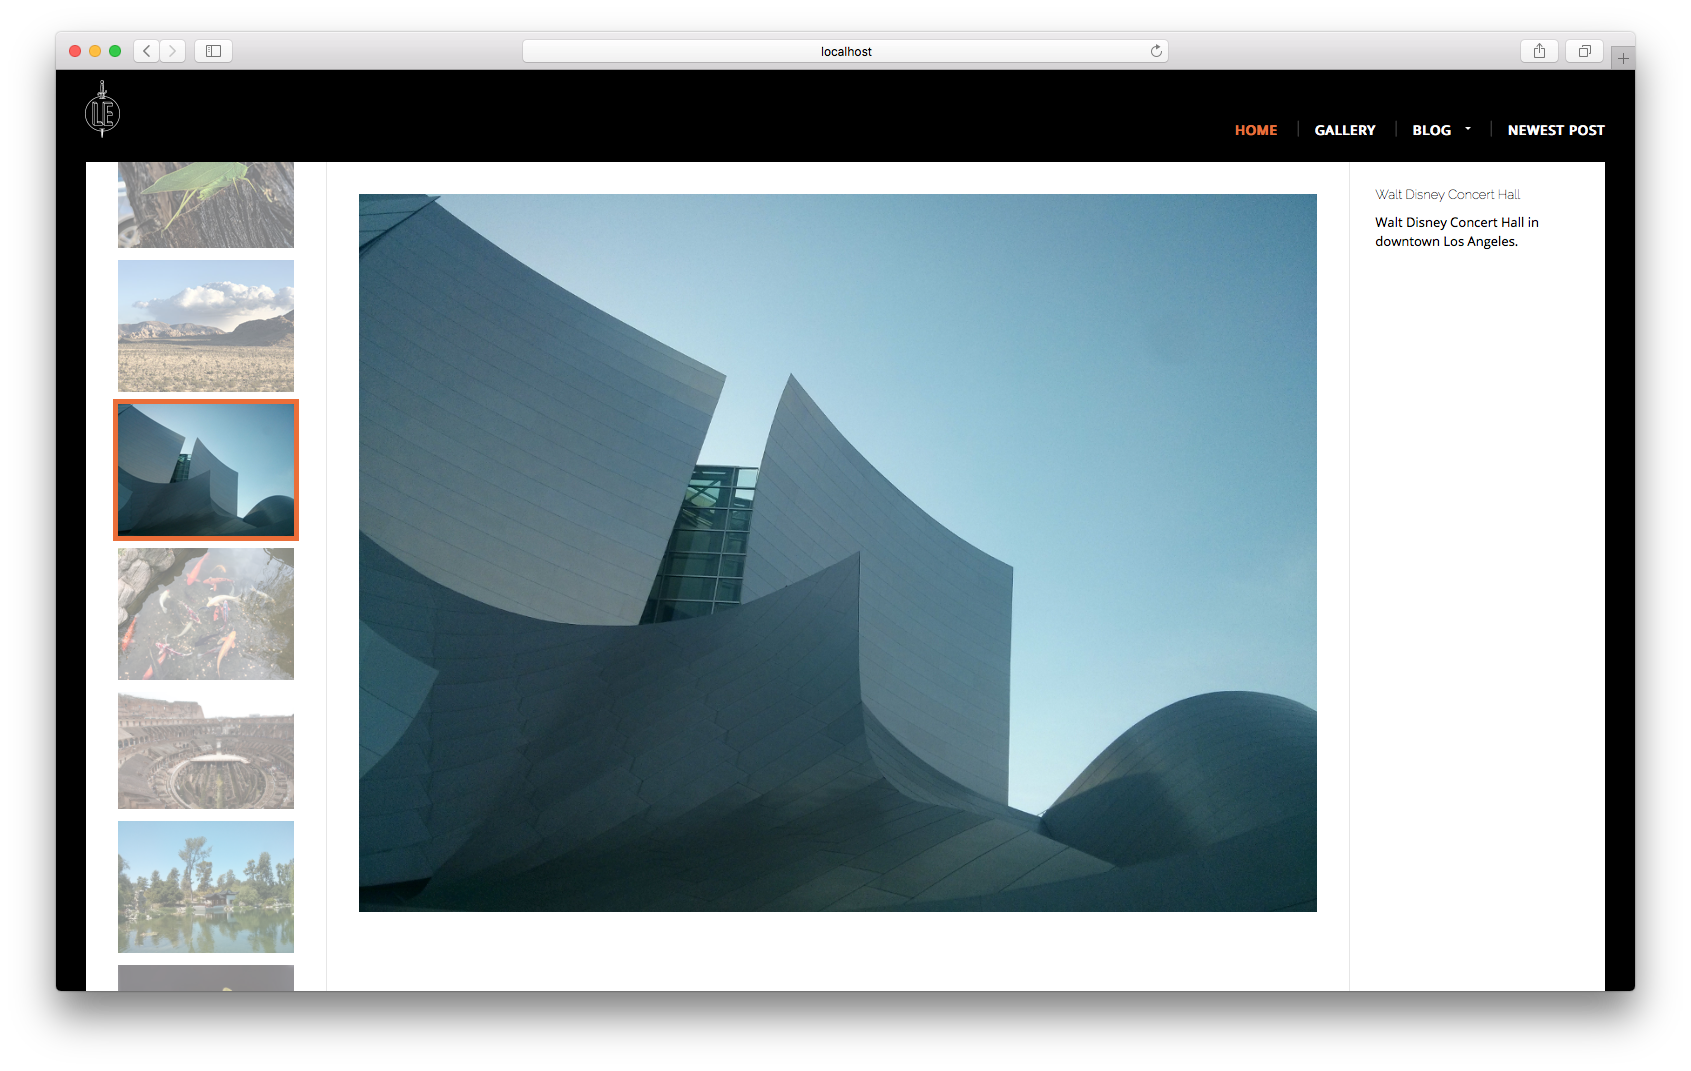 localhost
LE
HOME
GALLERY
BLOG
NEWEST POST
Walt Disney Concert Hall
Walt Disney Concert Hall in
downtown Los Angeles.